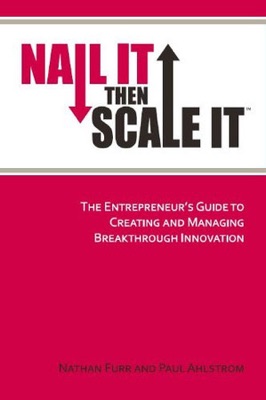 NAIL IT
THEN
SCALE IT™
THE ENTREPRENEUR'S GUIDE TO
CREATING AND MANAGING
BREAKTHROUGH INNOVATION
NATHAN FURR AND PAUL AHLSTROM